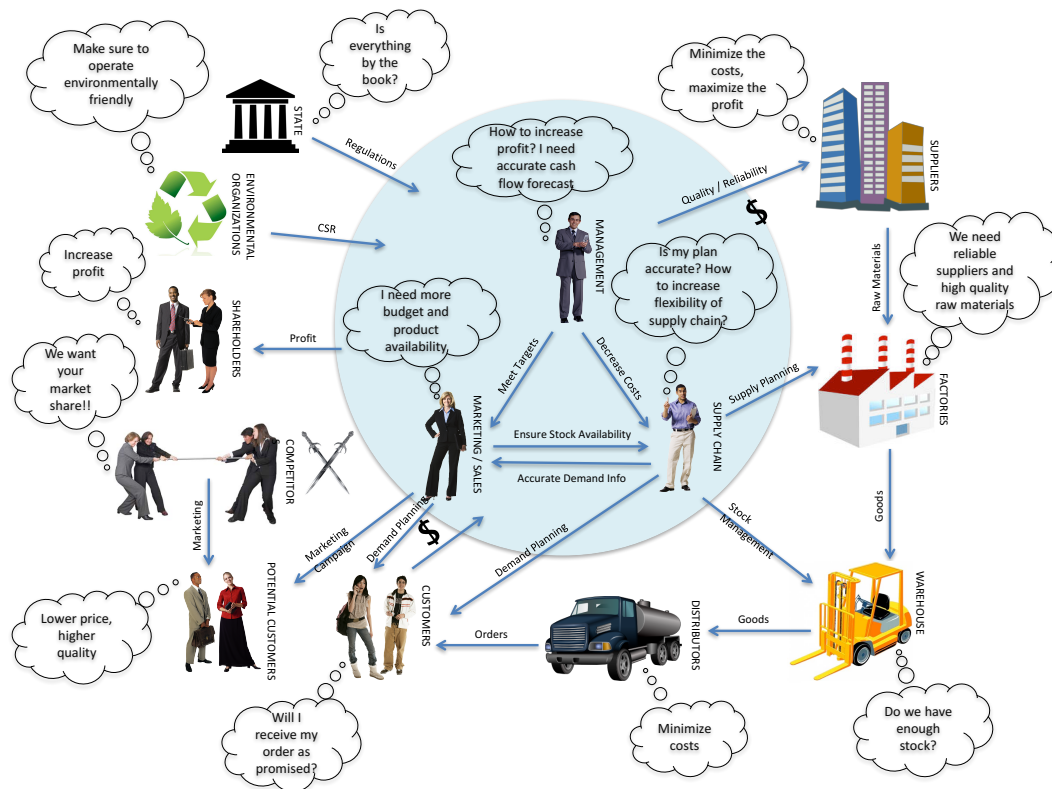 Make sure to
operate
environmentally
friendly
Is
everything
by the
book?
STATE
Regulations
Minimize the
costs,
maximize the
profit
SUPPLIERS
How to increase
profit? I need
accurate cash
flow forecast
MANAGEMENT
Quality / Reliability
$
ENVIRONMENTAL
ORGANIZATIONS
CSR
Increase
profit
SHAREHOLDERS
Profit
I need more
budget and
product
availability
Is my plan
accurate? How
to increase
flexibility of
supply chain?
Raw Materials
We need
reliable
suppliers and
high quality
raw materials
FACTORIES
We want
your
market
share!!
COMPETITOR
Meet Targets
Decrease Costs
Supply Planning
MARKETING / SALES
Ensure Stock Availability
Accurate Demand Info
SUPPLY CHAIN
Marketing
Marketing
Campaign
Demand Planning
$
Demand Planning
Stock
Management
Goods
Lower price,
higher
quality
POTENTIAL CUSTOMERS
CUSTOMERS
Orders
DISTRIBUTORS
Goods
WAREHOUSE
Will I
receive my
order as
promised?
Minimize
costs
Do we have
enough
stock?